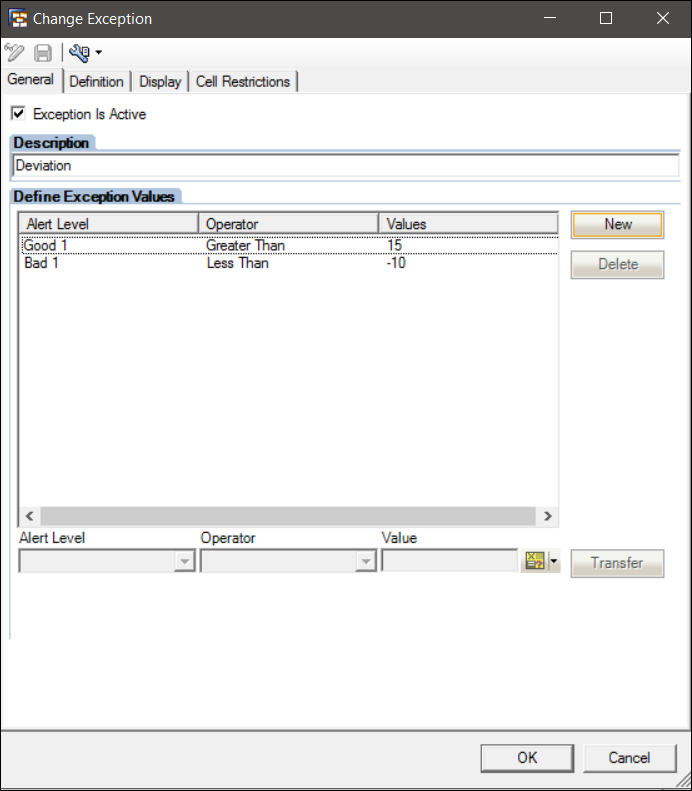 Change Exception
General Definition Display Cell Restrictions
Exception Is Active
Description
Deviation
Define Exception Values
Alert Level Operator Values
New
Good 1 Greater Than 15
Bad 1 Less Than -10
Delete
Alert Level Operator Value
Transfer
OK Cancel